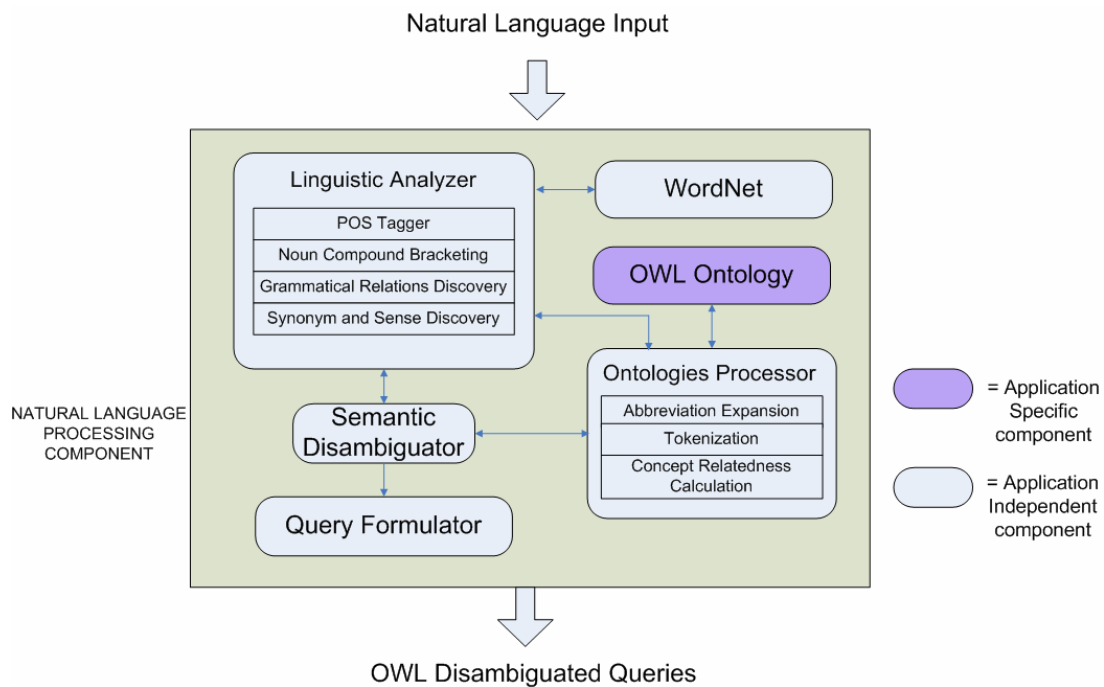 Natural Language Input
Linguistic Analyzer
POS Tagger
Noun Compound Bracketing
Grammatical Relations Discovery
Synonym and Sense Discovery
WordNet
OWL Ontology
Ontologies Processor
Abbreviation Expansion
Tokenization
Concept Relatedness
Calculation
Semantic
Disambiguator
Query Formulator
NATURAL LANGUAGE
PROCESSING
COMPONENT
= Application
Specific
component
= Application
Independent
component
OWL Disambiguated Queries